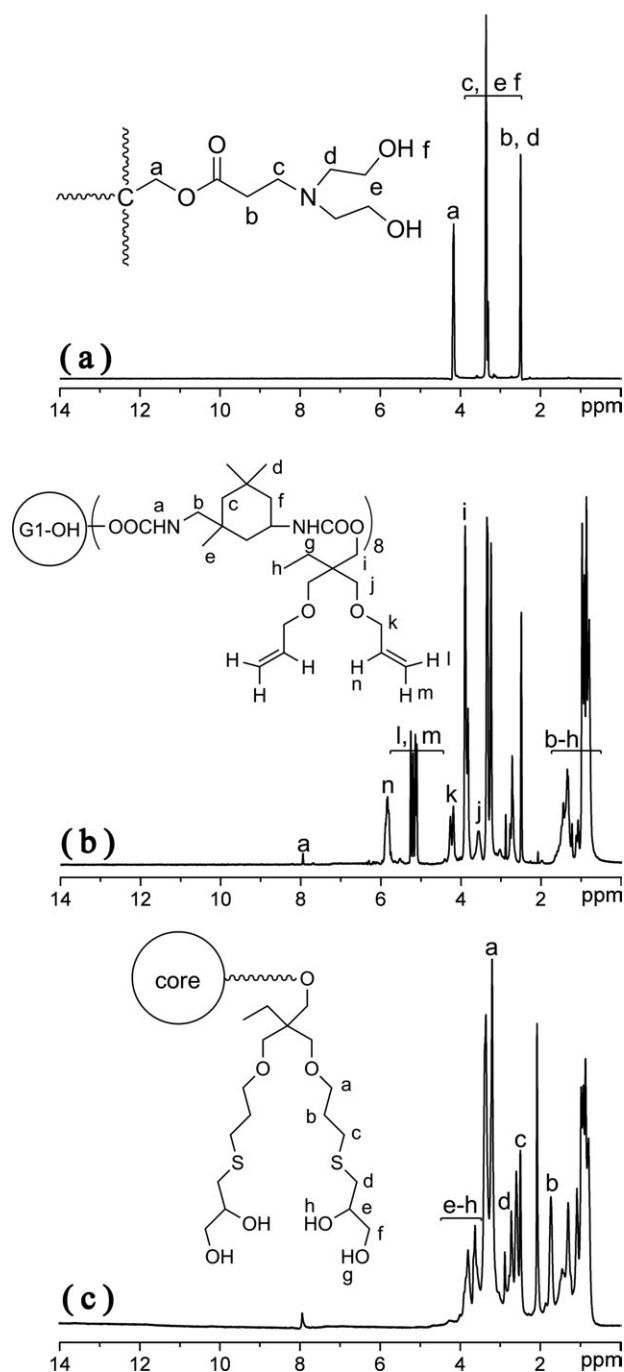 c, e f
b, d
a
O
a
C
O
b
c
N
d
OH f
e
OH
(a)
14 12 10 8 6 4 2 ppm
G1-OH
a
OOCHN
b
c
d
e
f
NHCOO
8
g
h
i
j
O O
k
H H H H l
H n H m
i
l, m
n
a
k
j
b-h
(b)
14 12 10 8 6 4 2 ppm
core
O
O O
a
b
c
S S
d
OH
h
HO
e
OH
HO
f
g
a
e-h
d
c
b
(c)
14 12 10 8 6 4 2 ppm